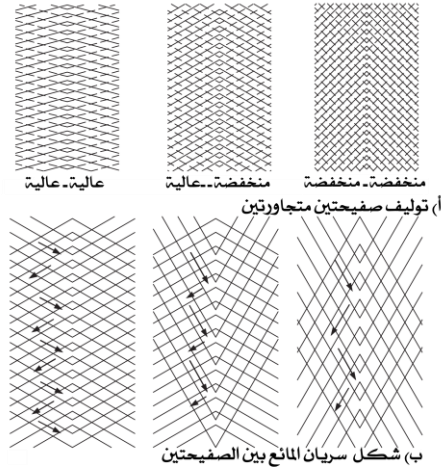 منخفضة-منخفضة
منخفضة--عالية
عالية-عالية
أ) توليف صفيحتين متجاورتين
ب) شكل سريان المائع بين الصفيحتين